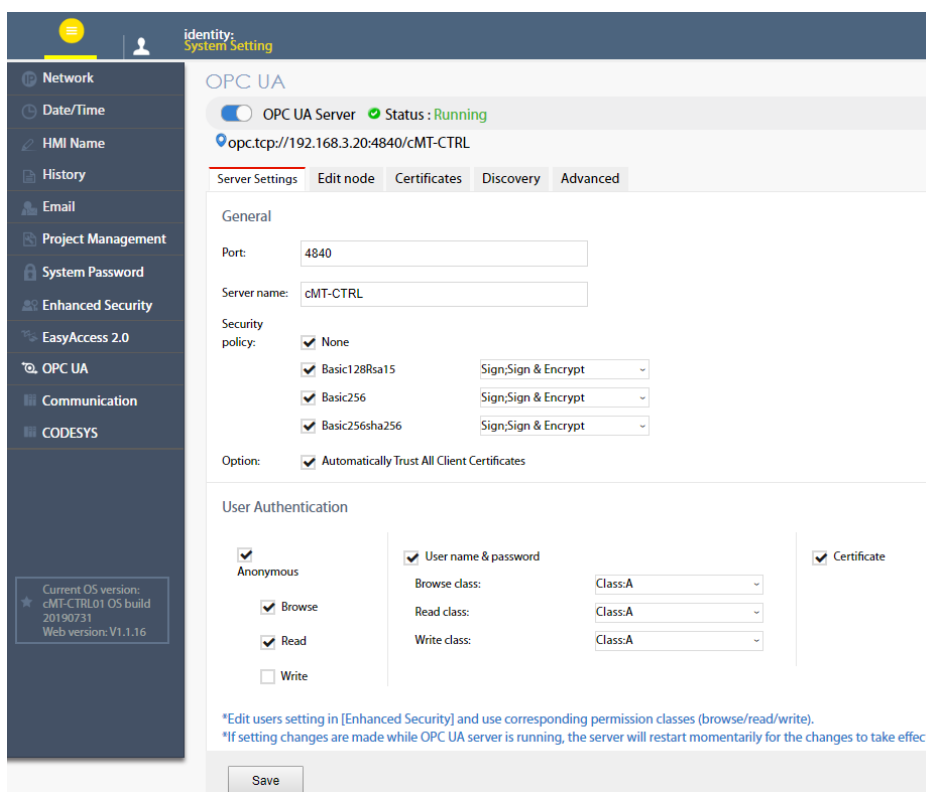 identity:
System Setting
Network
Date/Time
HMI Name
History
Email
Project Management
System Password
Enhanced Security
EasyAccess 2.0
OPC UA
Communication
CODESYS
Current OS version:
cMT-CTRL01 OS build
20190731
Web version: V1.1.16
OPC UA
OPC UA Server Status : Running
opc.tcp://192.168.3.20:4840/cMT-CTRL
Server Settings Edit node Certificates Discovery Advanced
General
Port: 4840
Server name: cMT-CTRL
Security
policy: None
Basic128Rsa15 Sign;Sign & Encrypt
Basic256 Sign;Sign & Encrypt
Basic256sha256 Sign;Sign & Encrypt
Option: Automatically Trust All Client Certificates
User Authentication
Anonymous
Browse
Read
Write
User name & password
Browse class: Class:A
Read class: Class:A
Write class: Class:A
Certificate
*Edit users setting in [Enhanced Security] and use corresponding permission classes (browse/read/write).
*If setting changes are made while OPC UA server is running, the server will restart momentarily for the changes to take effec
Save